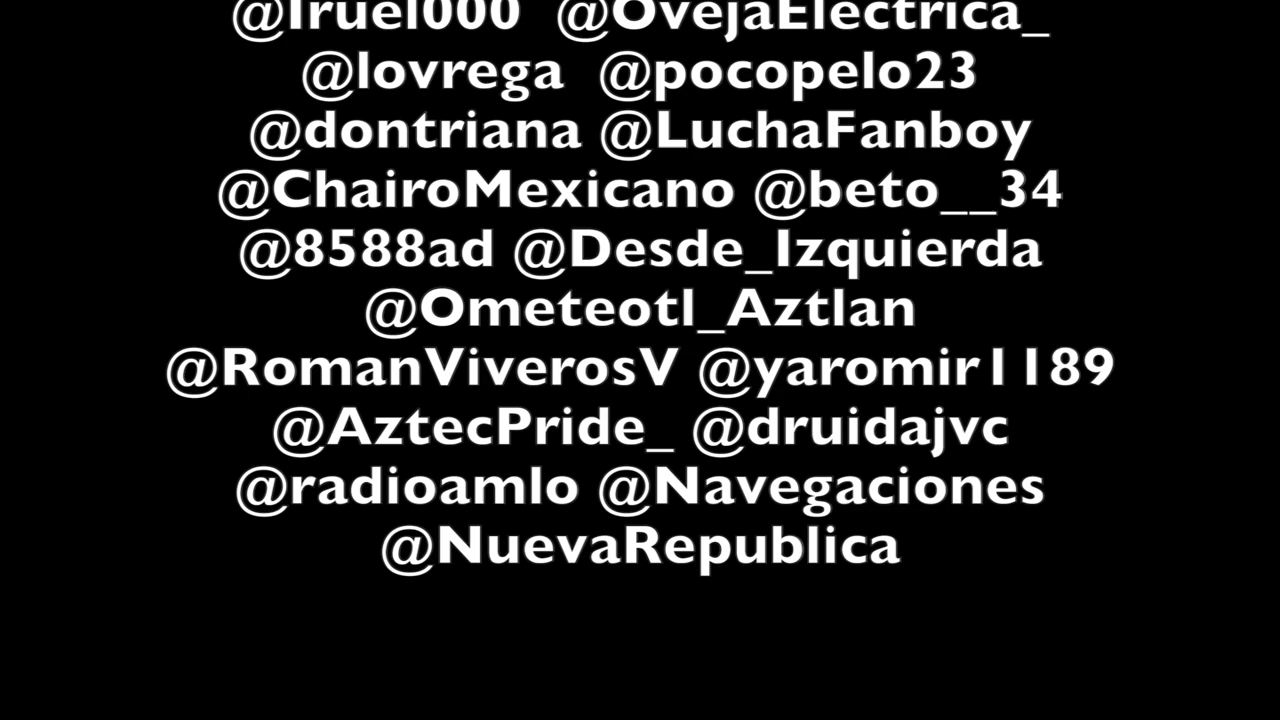 @OvejaElectrica_
@lovrega @pocopelo23
@dontriana @LuchaFanboy
@ChairoMexicano @beto__34
@8588ad @Desde_Izquierda
@Ometeotl_Aztlan
@RomanViverosV @yaromir1189
@AztecPride_ @druidajvc
@radioamlo @Navegaciones
@NuevaRepublica